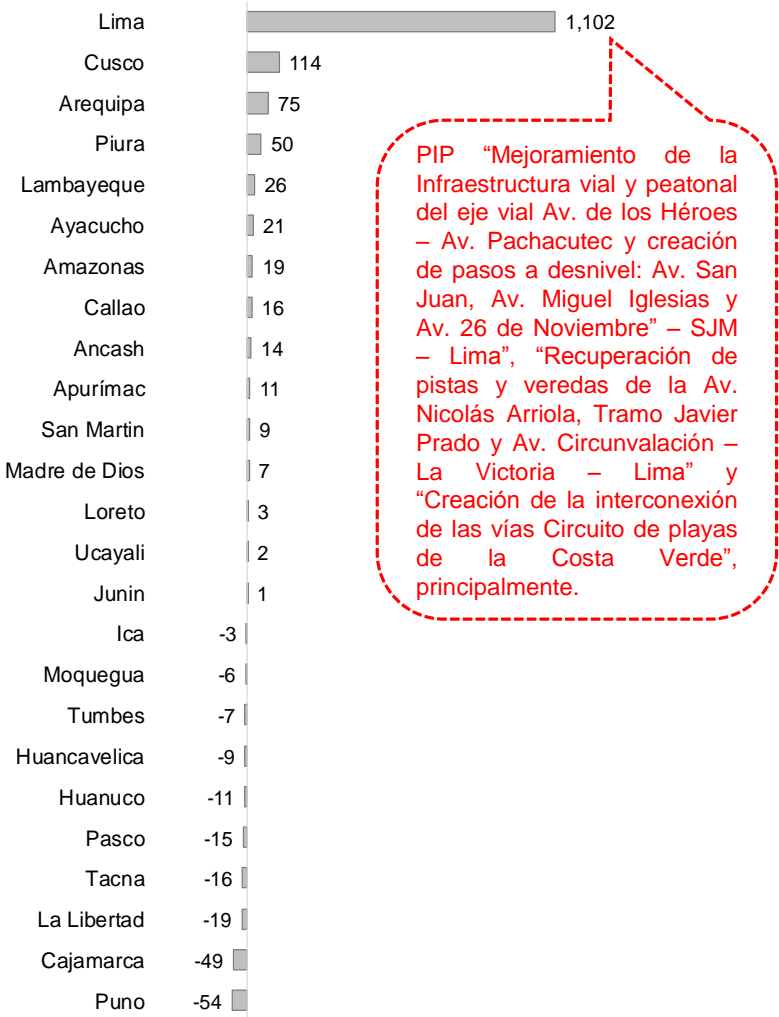 Lima 1,102
Cusco 114
Arequipa 75
Piura 50
Lambayeque 26
Ayacucho 21
Amazonas 19
Callao 16
Ancash 14
Apurímac 11
San Martin 9
Madre de Dios 7
Loreto 3
Ucayali 2
Junin 1
Ica -3
Moquegua -6
Tumbes -7
Huancavelica -9
Huanuco -11
Pasco -15
Tacna -16
La Libertad -19
Cajamarca -49
Puno -54
PIP “Mejoramiento de la
Infraestructura vial y peatonal
del eje vial Av. de los Héroes
– Av. Pachacutec y creación
de pasos a desnivel: Av. San
Juan, Av. Miguel Iglesias y
Av. 26 de Noviembre” – SJM
– Lima”, “Recuperación de
pistas y veredas de la Av.
Nicolás Arriola, Tramo Javier
Prado y Av. Circunvalación –
La Victoria – Lima” y
“Creación de la interconexión
de las vías Circuito de playas
de la Costa Verde”,
principalmente.